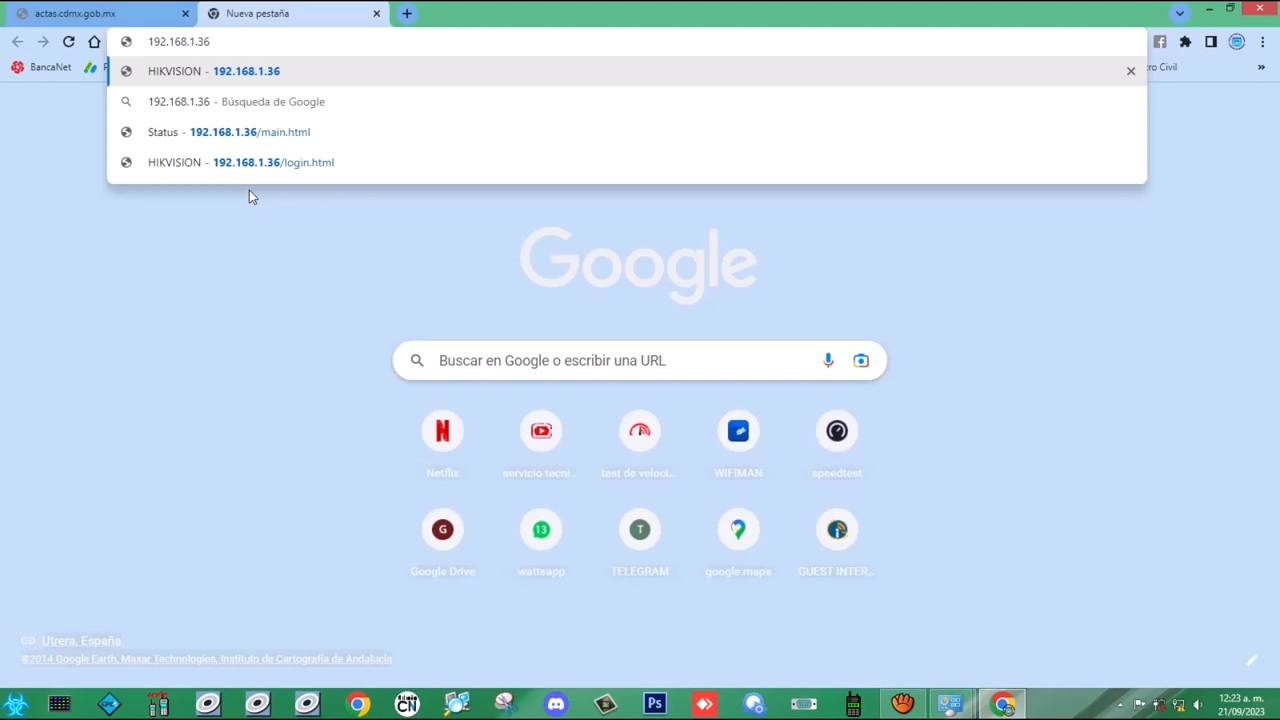 actas.cdmx.gob.mx
Nueva pestaña
192.168.1.36
BancaNet
ro Civil
HIKVISION - 192.168.1.36
192.168.1.36 - Búsqueda de Google
Status - 192.168.1.36/main.html
HIKVISION - 192.168.1.36/login.html
Google
Buscar en Google o escribir una URL
Netflix
servicio tecni...
test de veloci...
WIFIMAN
speedtest
G
13
T
Google Drive
wattsapp
TELEGRAM
google maps
GUEST INTER...
Utrera, España
©2014 Google Earth, Maxar Technologies, Instituto de Cartografía de Andalucía
CN
Ps
12:23 a. m.
21/09/2023